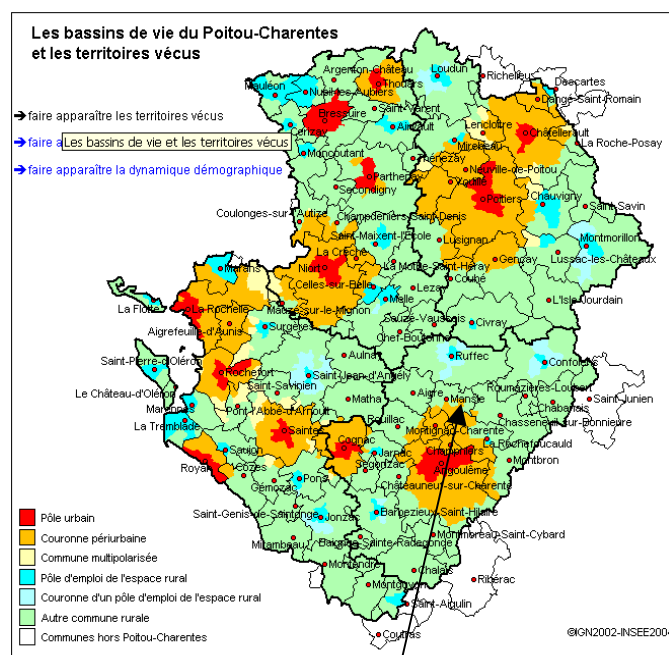 Les bassins de vie du Poitou-Charentes
et les territoires vécus
faire apparaître les territoires vécus
faire a
Les bassins de vie et les territoires vécus
faire apparaître la dynamique démographique
Argenton-Château
Thouars
Loudun
Richelieu
Descartes
Mauléon
Nueil-les-Aubiers
Dangé-Saint-Romain
Bressuire
Saint-Varent
Lencloître
Châtellerault
Cerizay
Airvault
Mirebeau
La Roche-Posay
Moncoutant
Thénezay
Neuville-de-Poitou
Parthenay
Vouillé
Secondigny
Poitiers
Chauvigny
Saint-Savin
Coulonges-sur-l'Autize
Champdeniers-Saint-Denis
Saint-Maixent-l'Ecole
Lusignan
Montmorillon
La Crèche
Gençay
Lussac-les-Châteaux
Marans
Niort
La Mothe-Saint-Héray
Couhé
Celles-sur-Belle
Lezay
La Flotte
La Rochelle
Mauzé-sur-le-Mignon
Melle
L'Isle-Jourdain
Aigrefeuille-d'Aunis
Surgères
Sauzé-Vaussais
Civray
Chef-Boutonne
Saint-Pierre-d'Oléron
Aulnay
Ruffec
Confolens
Rochefort
Saint-Jean-d'Angély
Le Château-d'Oléron
Saint-Savinien
Matha
Aigre
Mansle
Roumazières-Loubert
Saint-Junien
Marennes
Pont-l'Abbé-d'Arnoult
Chabanais
La Tremblade
Rouillac
Montignac-Charente
Chasseneuil-sur-Bonnieure
Saintes
Cognac
Champniers
La Rochefoucauld
Saujon
Jarnac
Montbron
Royan
Cozes
Segonzac
Angoulême
Gémozac
Pons
Châteauneuf-sur-Charente
Saint-Genis-de-Saintonge
Jonzac
Barbezieux-Saint-Hilaire
Mirambeau
Baignes-Sainte-Radegonde
Montmoreau-Saint-Cybard
Montendre
Chalais
Ribérac
Montguyon
Saint-Aigulin
Coutras
Pôle urbain
Couronne périurbaine
Commune multipolarisée
Pôle d'emploi de l'espace rural
Couronne d'un pôle d'emploi de l'espace rural
Autre commune rurale
Communes hors Poitou-Charentes
©IGN2002-INSEE2004